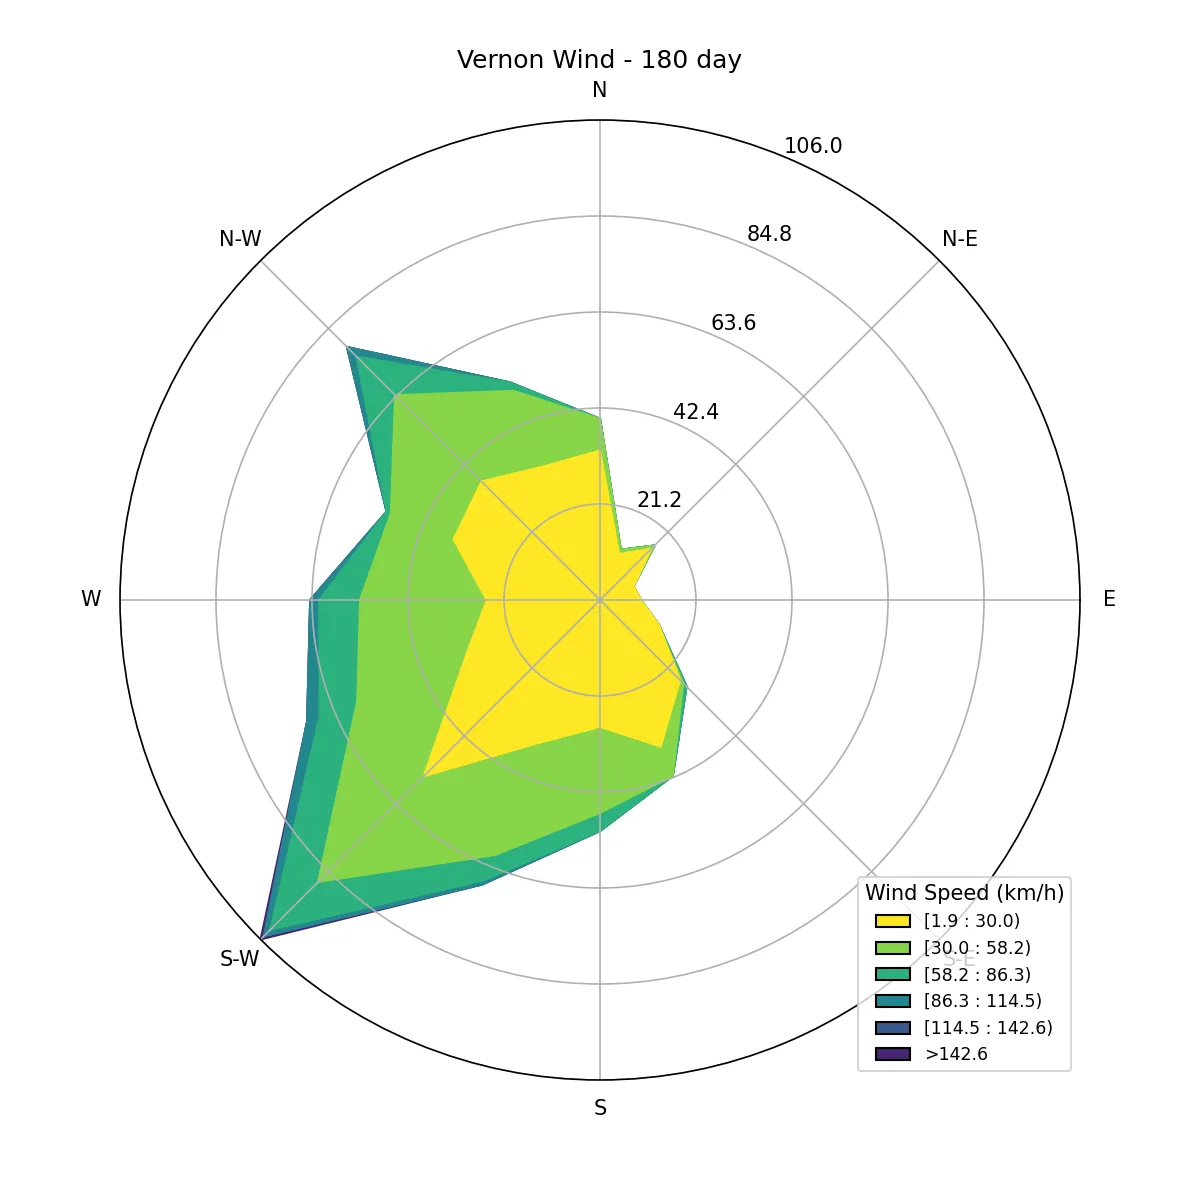 Vernon Wind - 180 day
N
106.0
84.8
N-W
N-E
63.6
42.4
21.2
W
E
S-W
S-E
Wind Speed (km/h)
[1.9 : 30.0)
[30.0 : 58.2)
[58.2 : 86.3)
[86.3 : 114.5)
[114.5 : 142.6)
>142.6
S